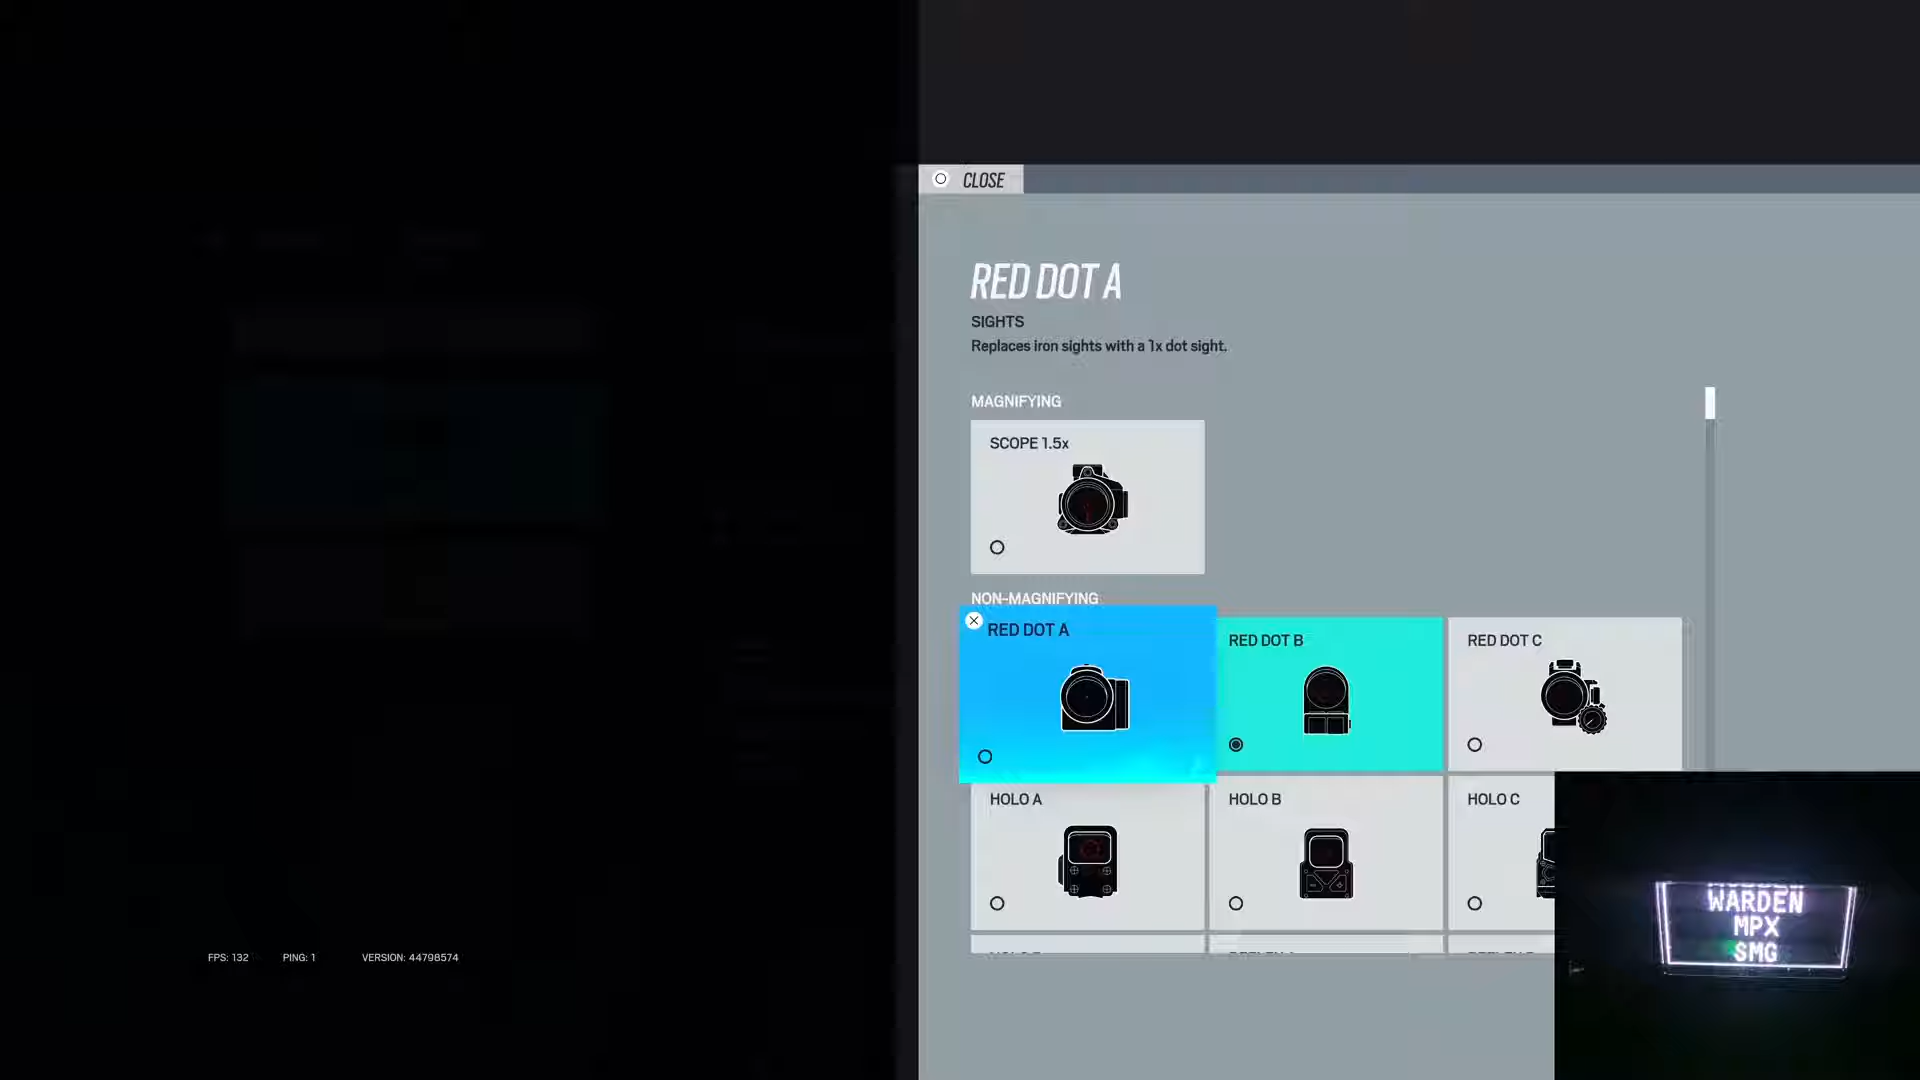 CLOSE
RED DOT A
SIGHTS
Replaces iron sights with a 1x dot sight.
MAGNIFYING
SCOPE 1.5x
NON-MAGNIFYING
RED DOT A
RED DOT B
RED DOT C
HOLO A
HOLO B
HOLO C
WARDEN
MPX
SMG
FPS: 132
PING: 1
VERSION: 44798574